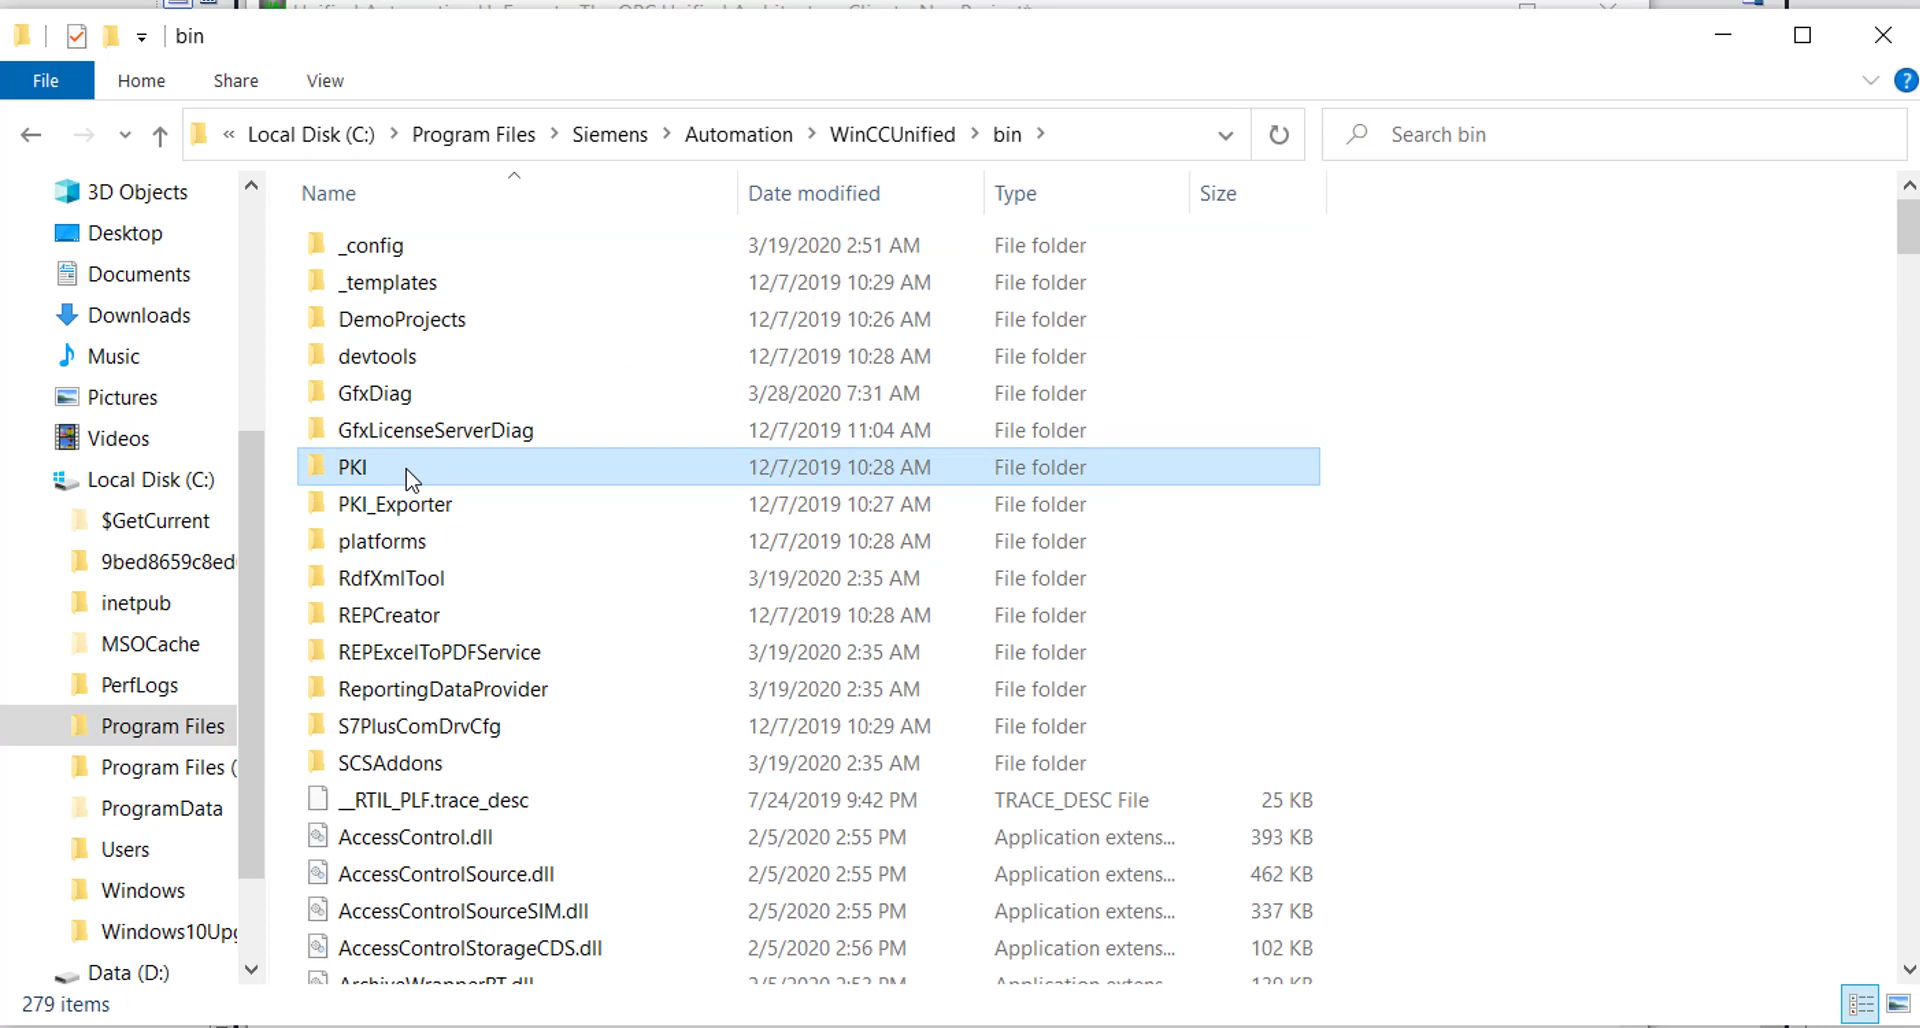 bin
File Home Share View
« Local Disk (C:) > Program Files > Siemens > Automation > WinCCUnified > bin >
Search bin
3D Objects
Desktop
Documents
Downloads
Music
Pictures
Videos
Local Disk (C:)
$GetCurrent
9bed8659c8ed
inetpub
MSOCache
PerfLogs
Program Files
Program Files (
ProgramData
Users
Windows
Windows10Upg
Data (D:)
Name Date modified Type Size
_config 3/19/2020 2:51 AM File folder
_templates 12/7/2019 10:29 AM File folder
DemoProjects 12/7/2019 10:26 AM File folder
devtools 12/7/2019 10:28 AM File folder
GfxDiag 3/28/2020 7:31 AM File folder
GfxLicenseServerDiag 12/7/2019 11:04 AM File folder
PKI 12/7/2019 10:28 AM File folder
PKI_Exporter 12/7/2019 10:27 AM File folder
platforms 12/7/2019 10:28 AM File folder
RdfXmlTool 3/19/2020 2:35 AM File folder
REPCreator 12/7/2019 10:28 AM File folder
REPExcelToPDFService 3/19/2020 2:35 AM File folder
ReportingDataProvider 3/19/2020 2:35 AM File folder
S7PlusComDrvCfg 12/7/2019 10:29 AM File folder
SCSAddons 3/19/2020 2:35 AM File folder
__RTIL_PLF.trace_desc 7/24/2019 9:42 PM TRACE_DESC File 25 KB
AccessControl.dll 2/5/2020 2:55 PM Application extens... 393 KB
AccessControlSource.dll 2/5/2020 2:55 PM Application extens... 462 KB
AccessControlSourceSIM.dll 2/5/2020 2:55 PM Application extens... 337 KB
AccessControlStorageCDS.dll 2/5/2020 2:56 PM Application extens... 102 KB
279 items